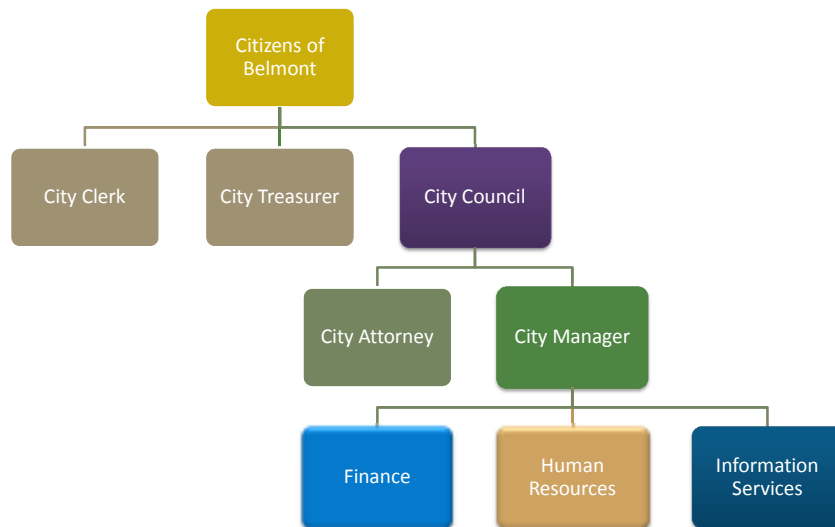 Citizens of
Belmont
City Clerk
City Treasurer
City Council
City Attorney
City Manager
Finance
Human
Resources
Information
Services